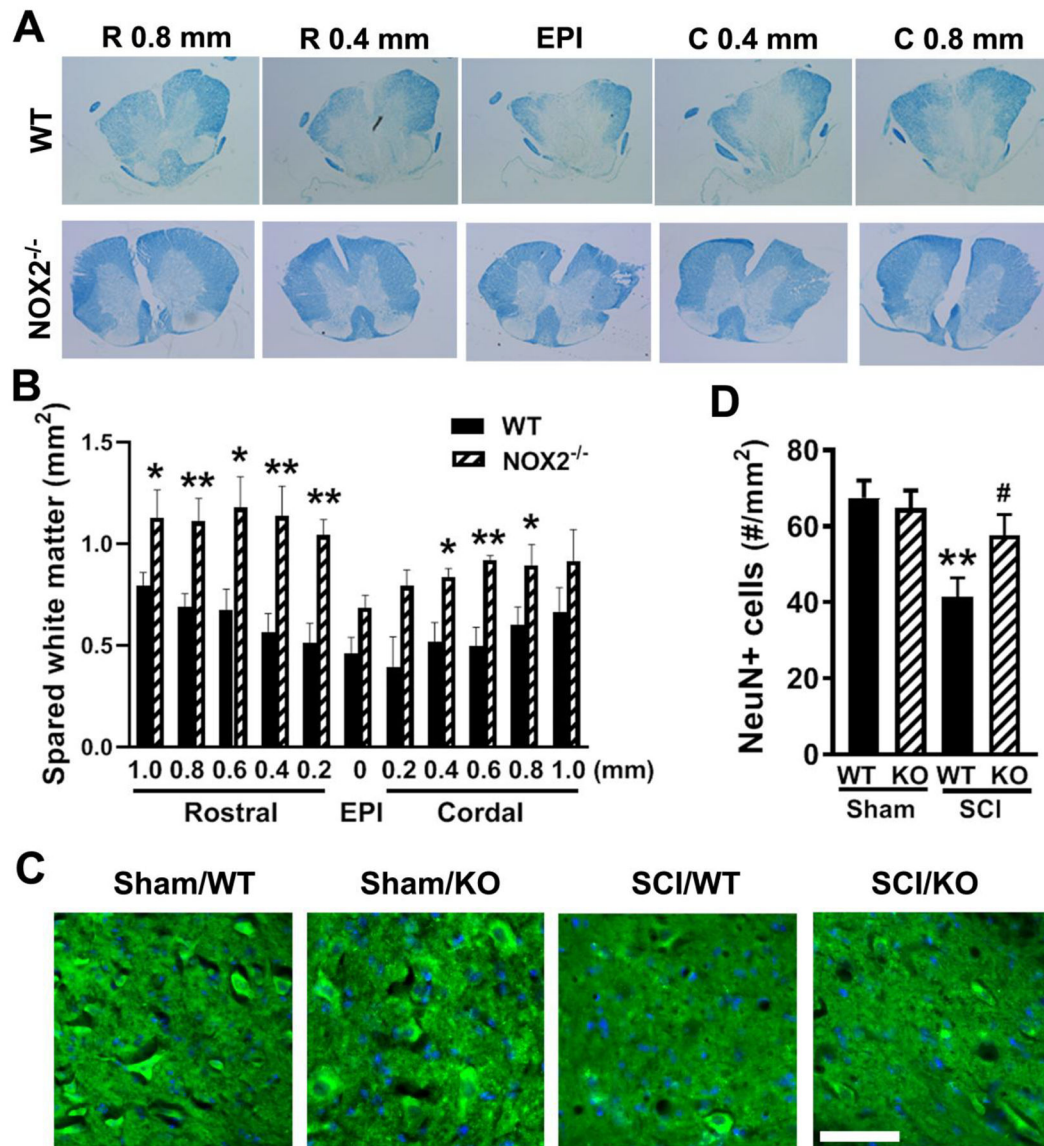 A
R 0.8 mm R 0.4 mm EPI C 0.4 mm C 0.8 mm
WT
NOX2-/-
B
Spared white matter (mm2)
WT
NOX2-/-
1.5
1.0
0.5
0.0
* ** * ** ** * ** *
1.0 0.8 0.6 0.4 0.2 0 0.2 0.4 0.6 0.8 1.0 (mm)
Rostral EPI Cordal
D
NeuN+ cells (#/mm2)
80
60
40
20
0
** #
WT KO WT KO
Sham SCI
C
Sham/WT Sham/KO SCI/WT SCI/KO